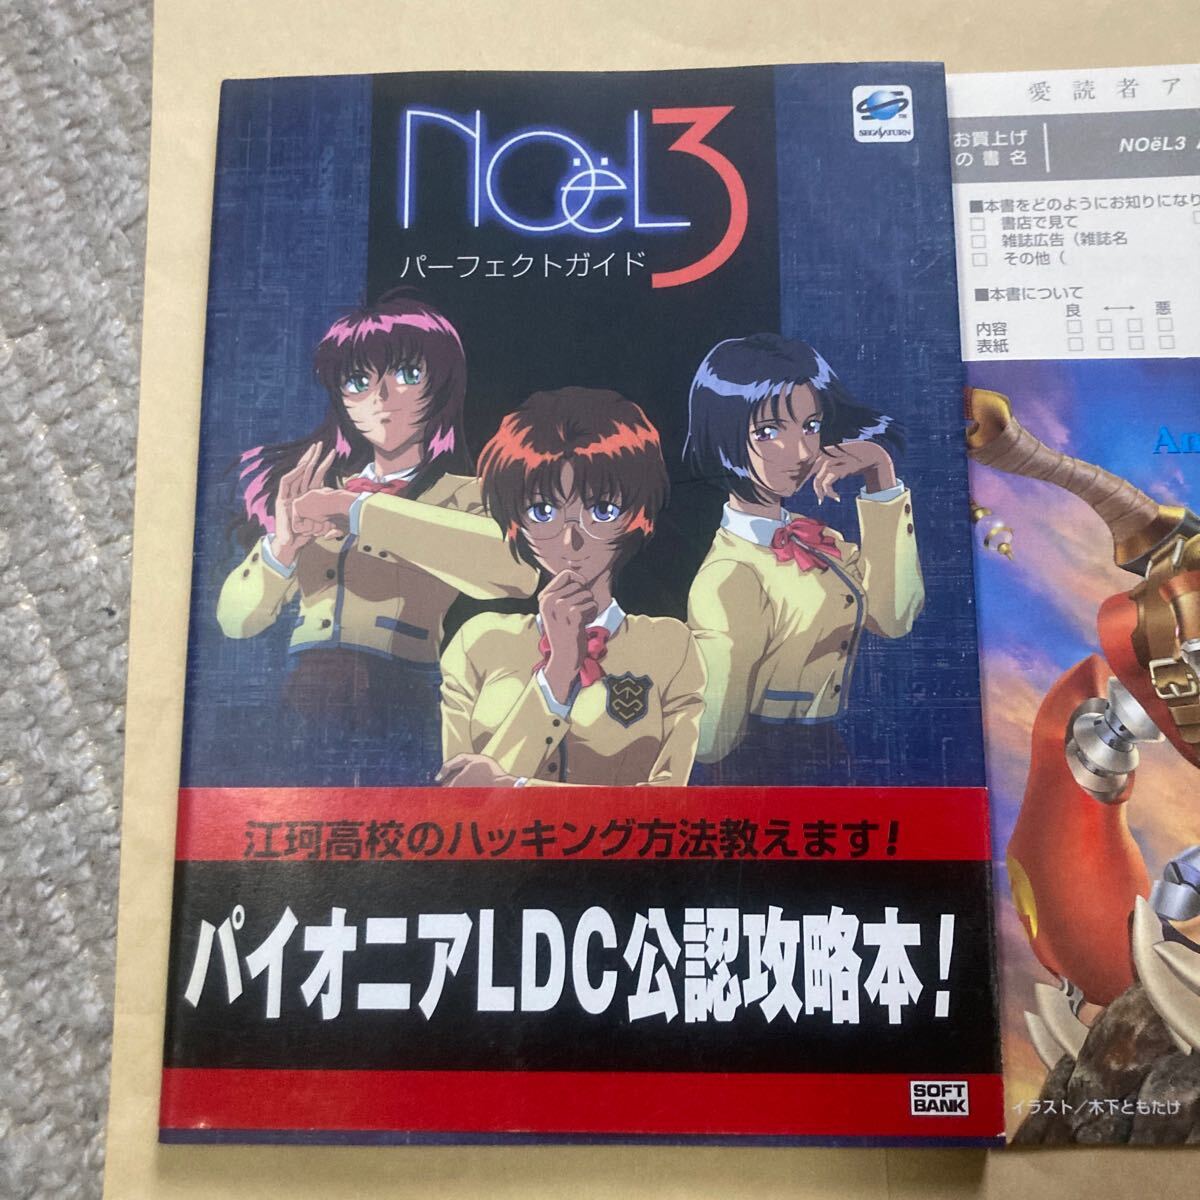 NOëL3
パーフェクトガイド
SEGA SATURN
TM
江珂高校のハッキング方法教えます!
パイオニアLDC公認攻略本!
SOFT
BANK
愛読者ア
お買上げ
の書名
NOëL3
■本書をどのようにお知りになり
□ 書店で見て
□ 雑誌広告(雑誌名
□ その他(
■本書について
良 ←→ 悪
内容 □ □ □ □
表紙 □ □ □ □
An
イラスト/木下ともたけ